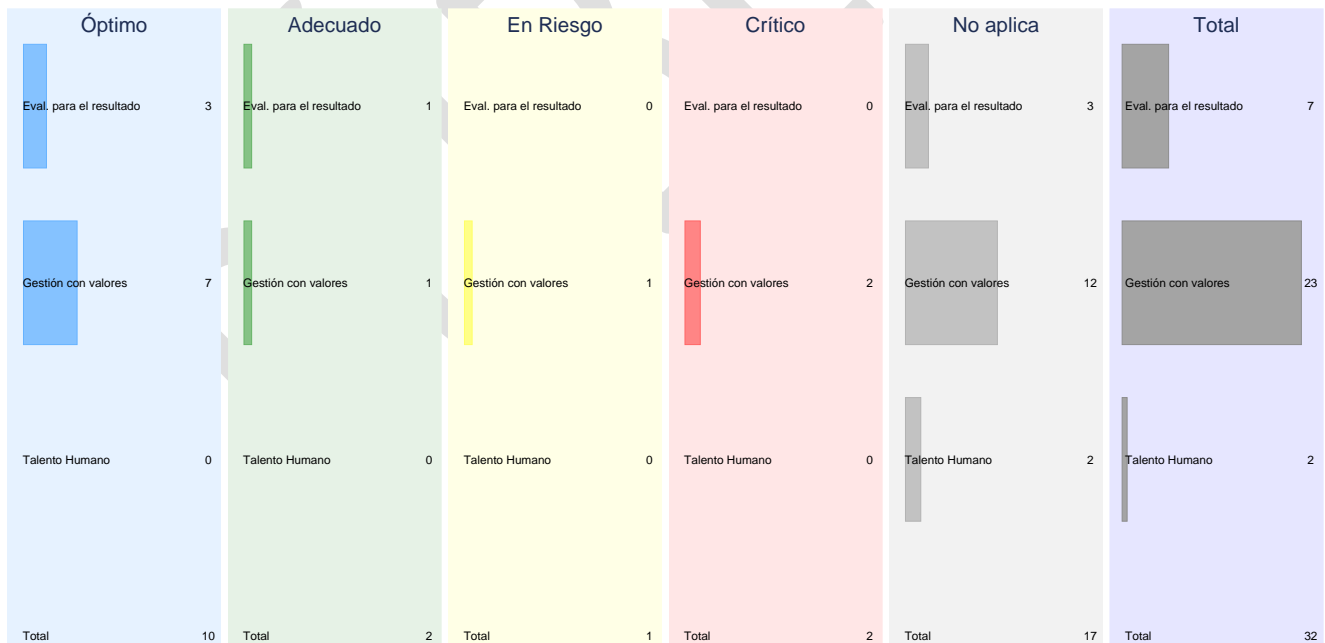 Óptimo Adecuado En Riesgo Crítico No aplica Total
Eval. para el resultado 3 Eval. para el resultado 1 Eval. para el resultado 0 Eval. para el resultado 0 Eval. para el resultado 3 Eval. para el resultado 7
Gestión con valores 7 Gestión con valores 1 Gestión con valores 1 Gestión con valores 2 Gestión con valores 12 Gestión con valores 23
Talento Humano 0 Talento Humano 0 Talento Humano 0 Talento Humano 0 Talento Humano 2 Talento Humano 2
Total 10 Total 2 Total 1 Total 2 Total 17 Total 32